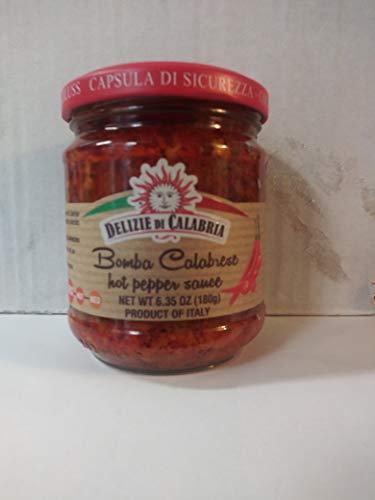 CAPSULA DI SICUREZZA
DELIZIE DI CALABRIA
Bomba Calabrese
hot pepper sauce
NET WT 6.35 OZ (180g)
PRODUCT OF ITALY